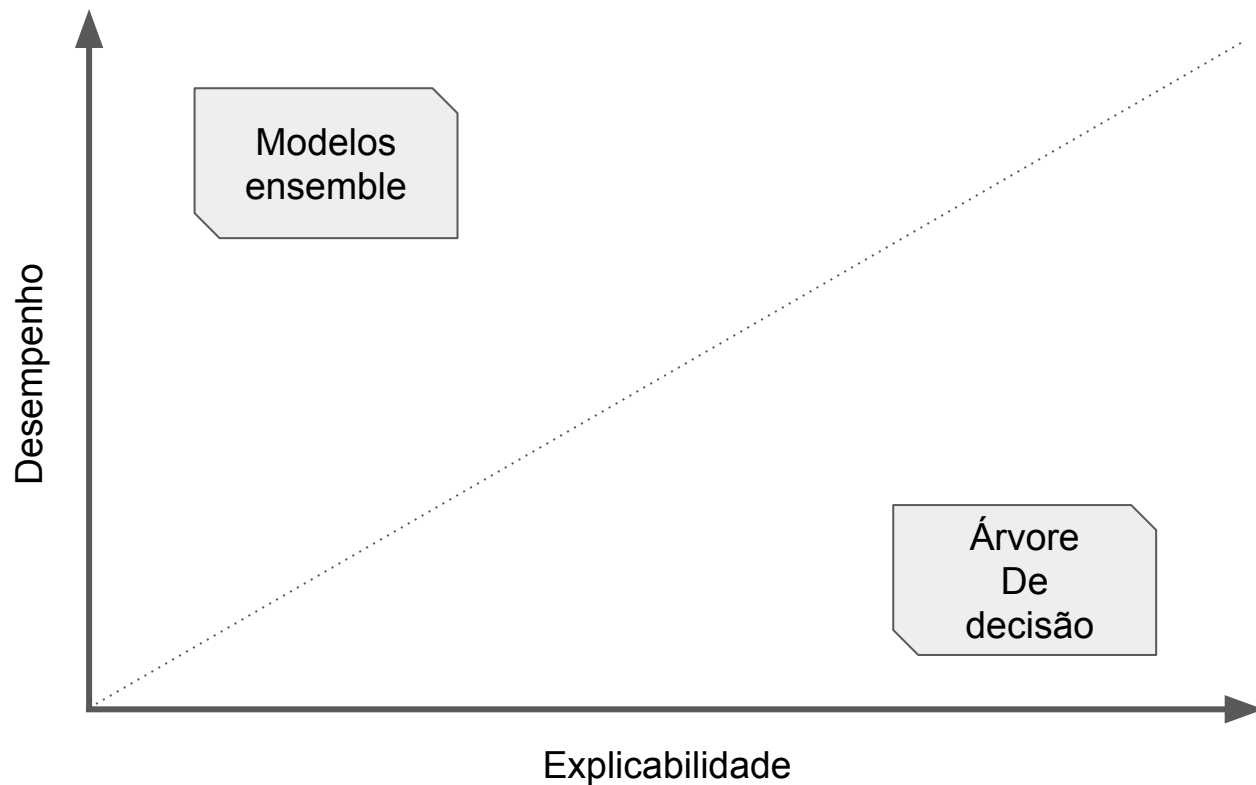 Modelos
ensemble
Desempenho
Árvore
De
decisão
Explicabilidade